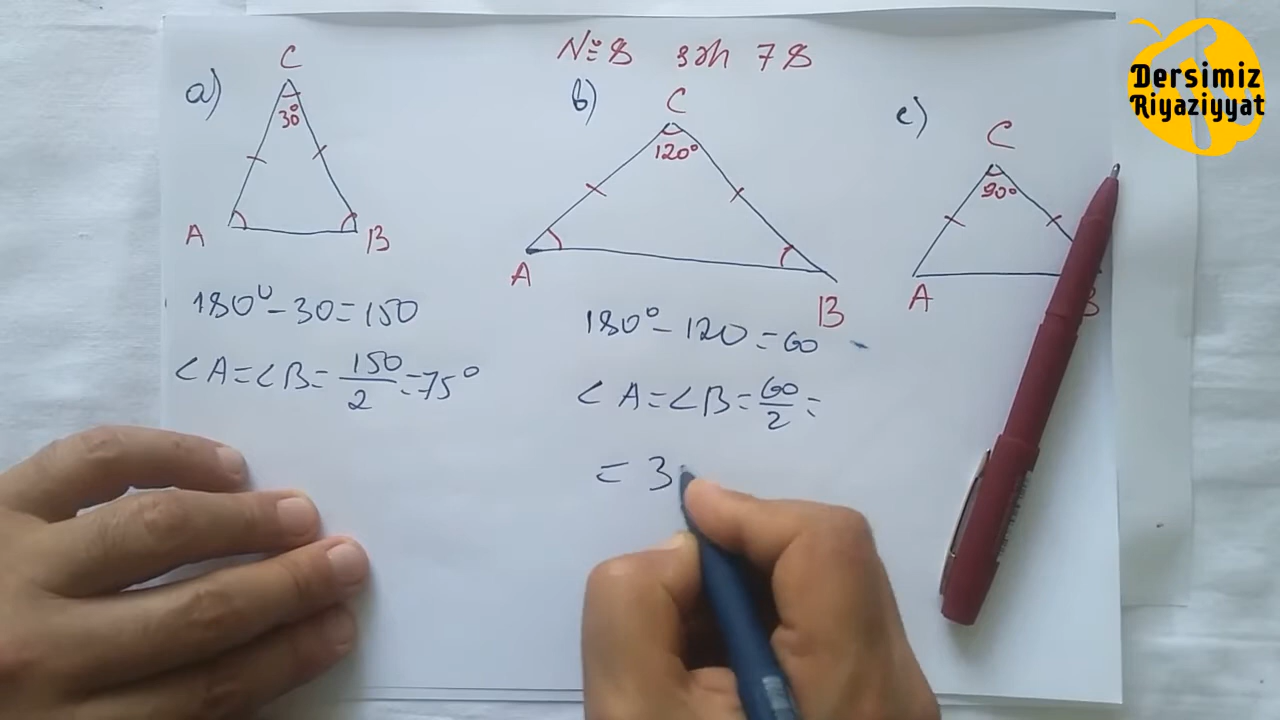 Dersimiz
Riyaziyyat
№8 səh 78
a)
C
30°
A
B
180° - 30 = 150
∠A = ∠B = 150/2 = 75°
b)
C
120°
A
B
180° - 120 = 60
∠A = ∠B = 60/2 =
= 3
c)
C
90°
A
B